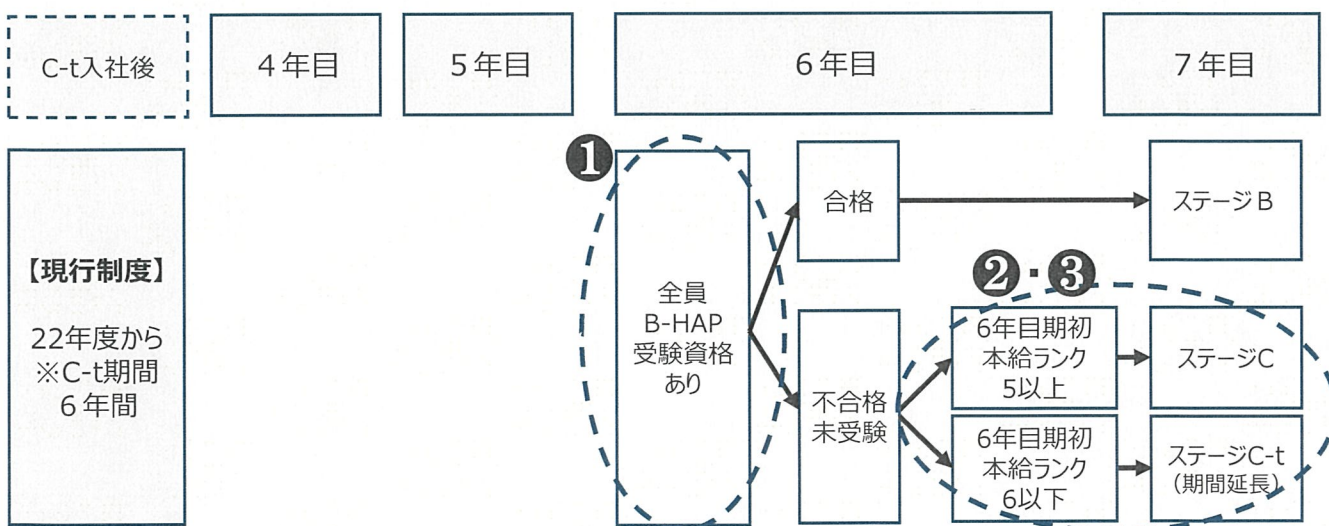 C-t入社後
4年目
5年目
6年目
7年目
【現行制度】
22年度から
※C-t期間
6年間
❶
全員
B-HAP
受験資格
あり
合格
ステージB
不合格
未受験
❷・❸
6年目期初
本給ランク
5以上
ステージC
6年目期初
本給ランク
6以下
ステージC-t
（期間延長）